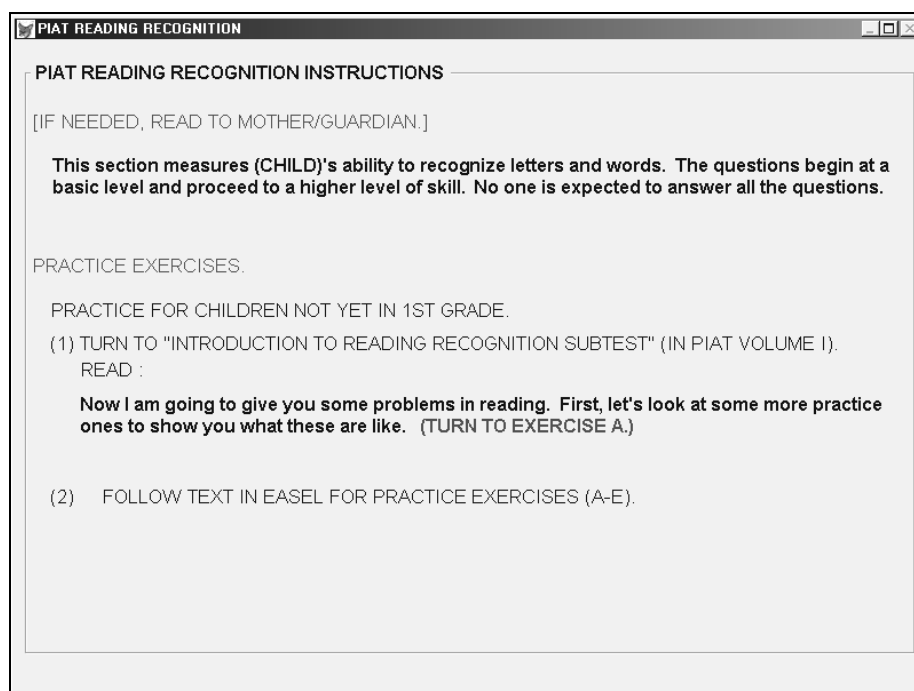 PIAT READING RECOGNITION
PIAT READING RECOGNITION INSTRUCTIONS
[IF NEEDED, READ TO MOTHER/GUARDIAN.]
This section measures (CHILD)'s ability to recognize letters and words. The questions begin at a
basic level and proceed to a higher level of skill. No one is expected to answer all the questions.
PRACTICE EXERCISES.
PRACTICE FOR CHILDREN NOT YET IN 1ST GRADE.
(1) TURN TO "INTRODUCTION TO READING RECOGNITION SUBTEST" (IN PIAT VOLUME I).
READ :
Now I am going to give you some problems in reading. First, let's look at some more practice
ones to show you what these are like. (TURN TO EXERCISE A.)
(2) FOLLOW TEXT IN EASEL FOR PRACTICE EXERCISES (A-E).